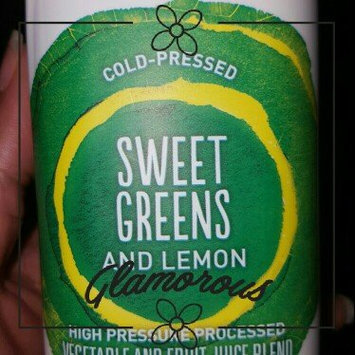 COLD-PRESSED
SWEET
GREENS
AND LEMON
Glamorous
HIGH PRESSURE PROCESSED
VEGETABLE AND FRUIT JUICE BLEND